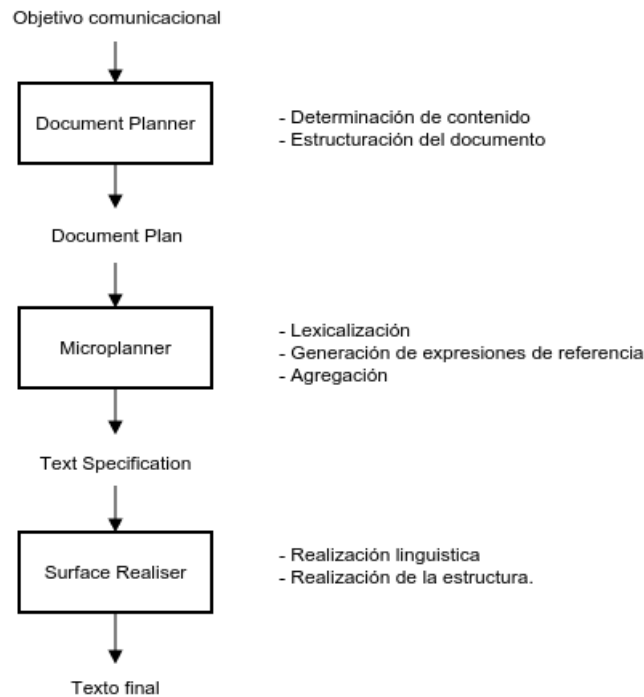 Objetivo comunicacional
Document Planner
- Determinación de contenido
- Estructuración del documento
Document Plan
Microplanner
- Lexicalización
- Generación de expresiones de referencia
- Agregación
Text Specification
Surface Realiser
- Realización linguistica
- Realización de la estructura.
Texto final